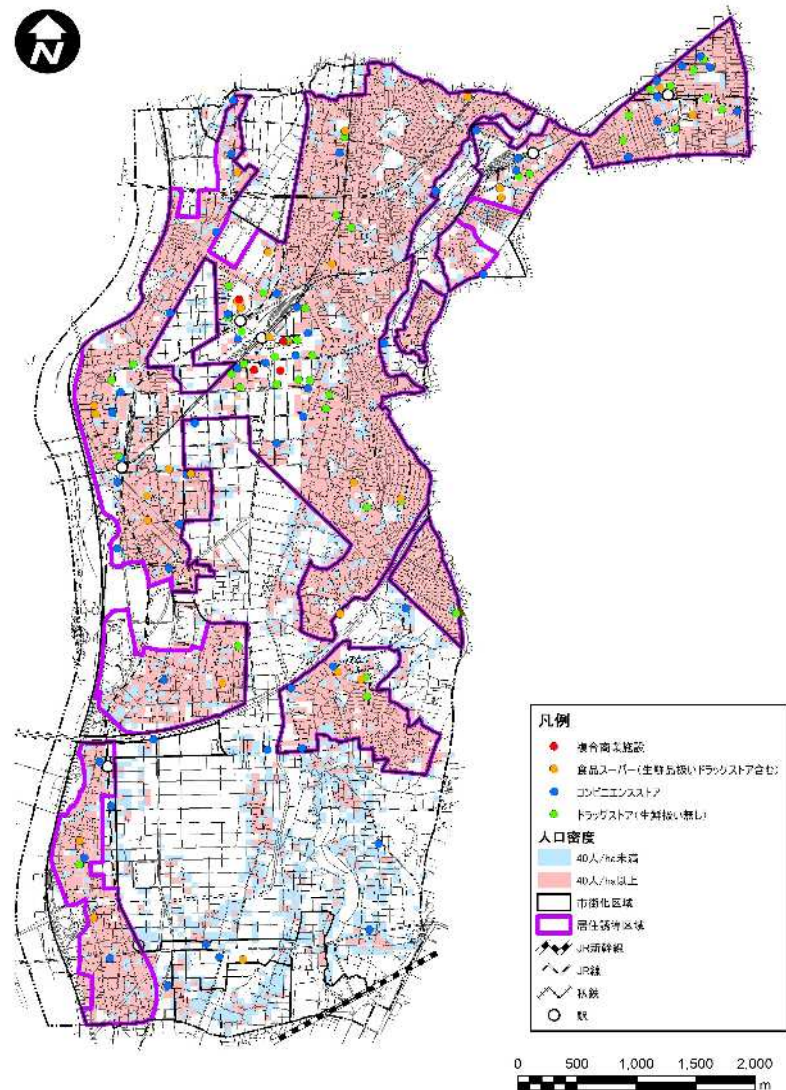 N
凡例
複合商業施設
食品スーパー(生鮮品扱いドラックストア含む)
コンビニエンスストア
ドラッグストア(生鮮扱い無し)
人口密度
40人/ha未満
40人/ha以上
市街化区域
居住誘導区域
JR新幹線
JR線
私鉄
駅
0 500 1,000 1,500 2,000
m